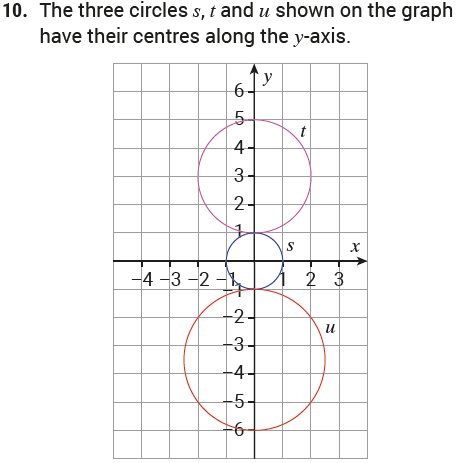 10. The three circles s, t and u shown on the graph
have their centres along the y-axis.
y
6
5
t
4
3
2
1
s
x
−4 −3 −2 −1 1 2 3
−1
−2
u
−3
−4
−5
−6